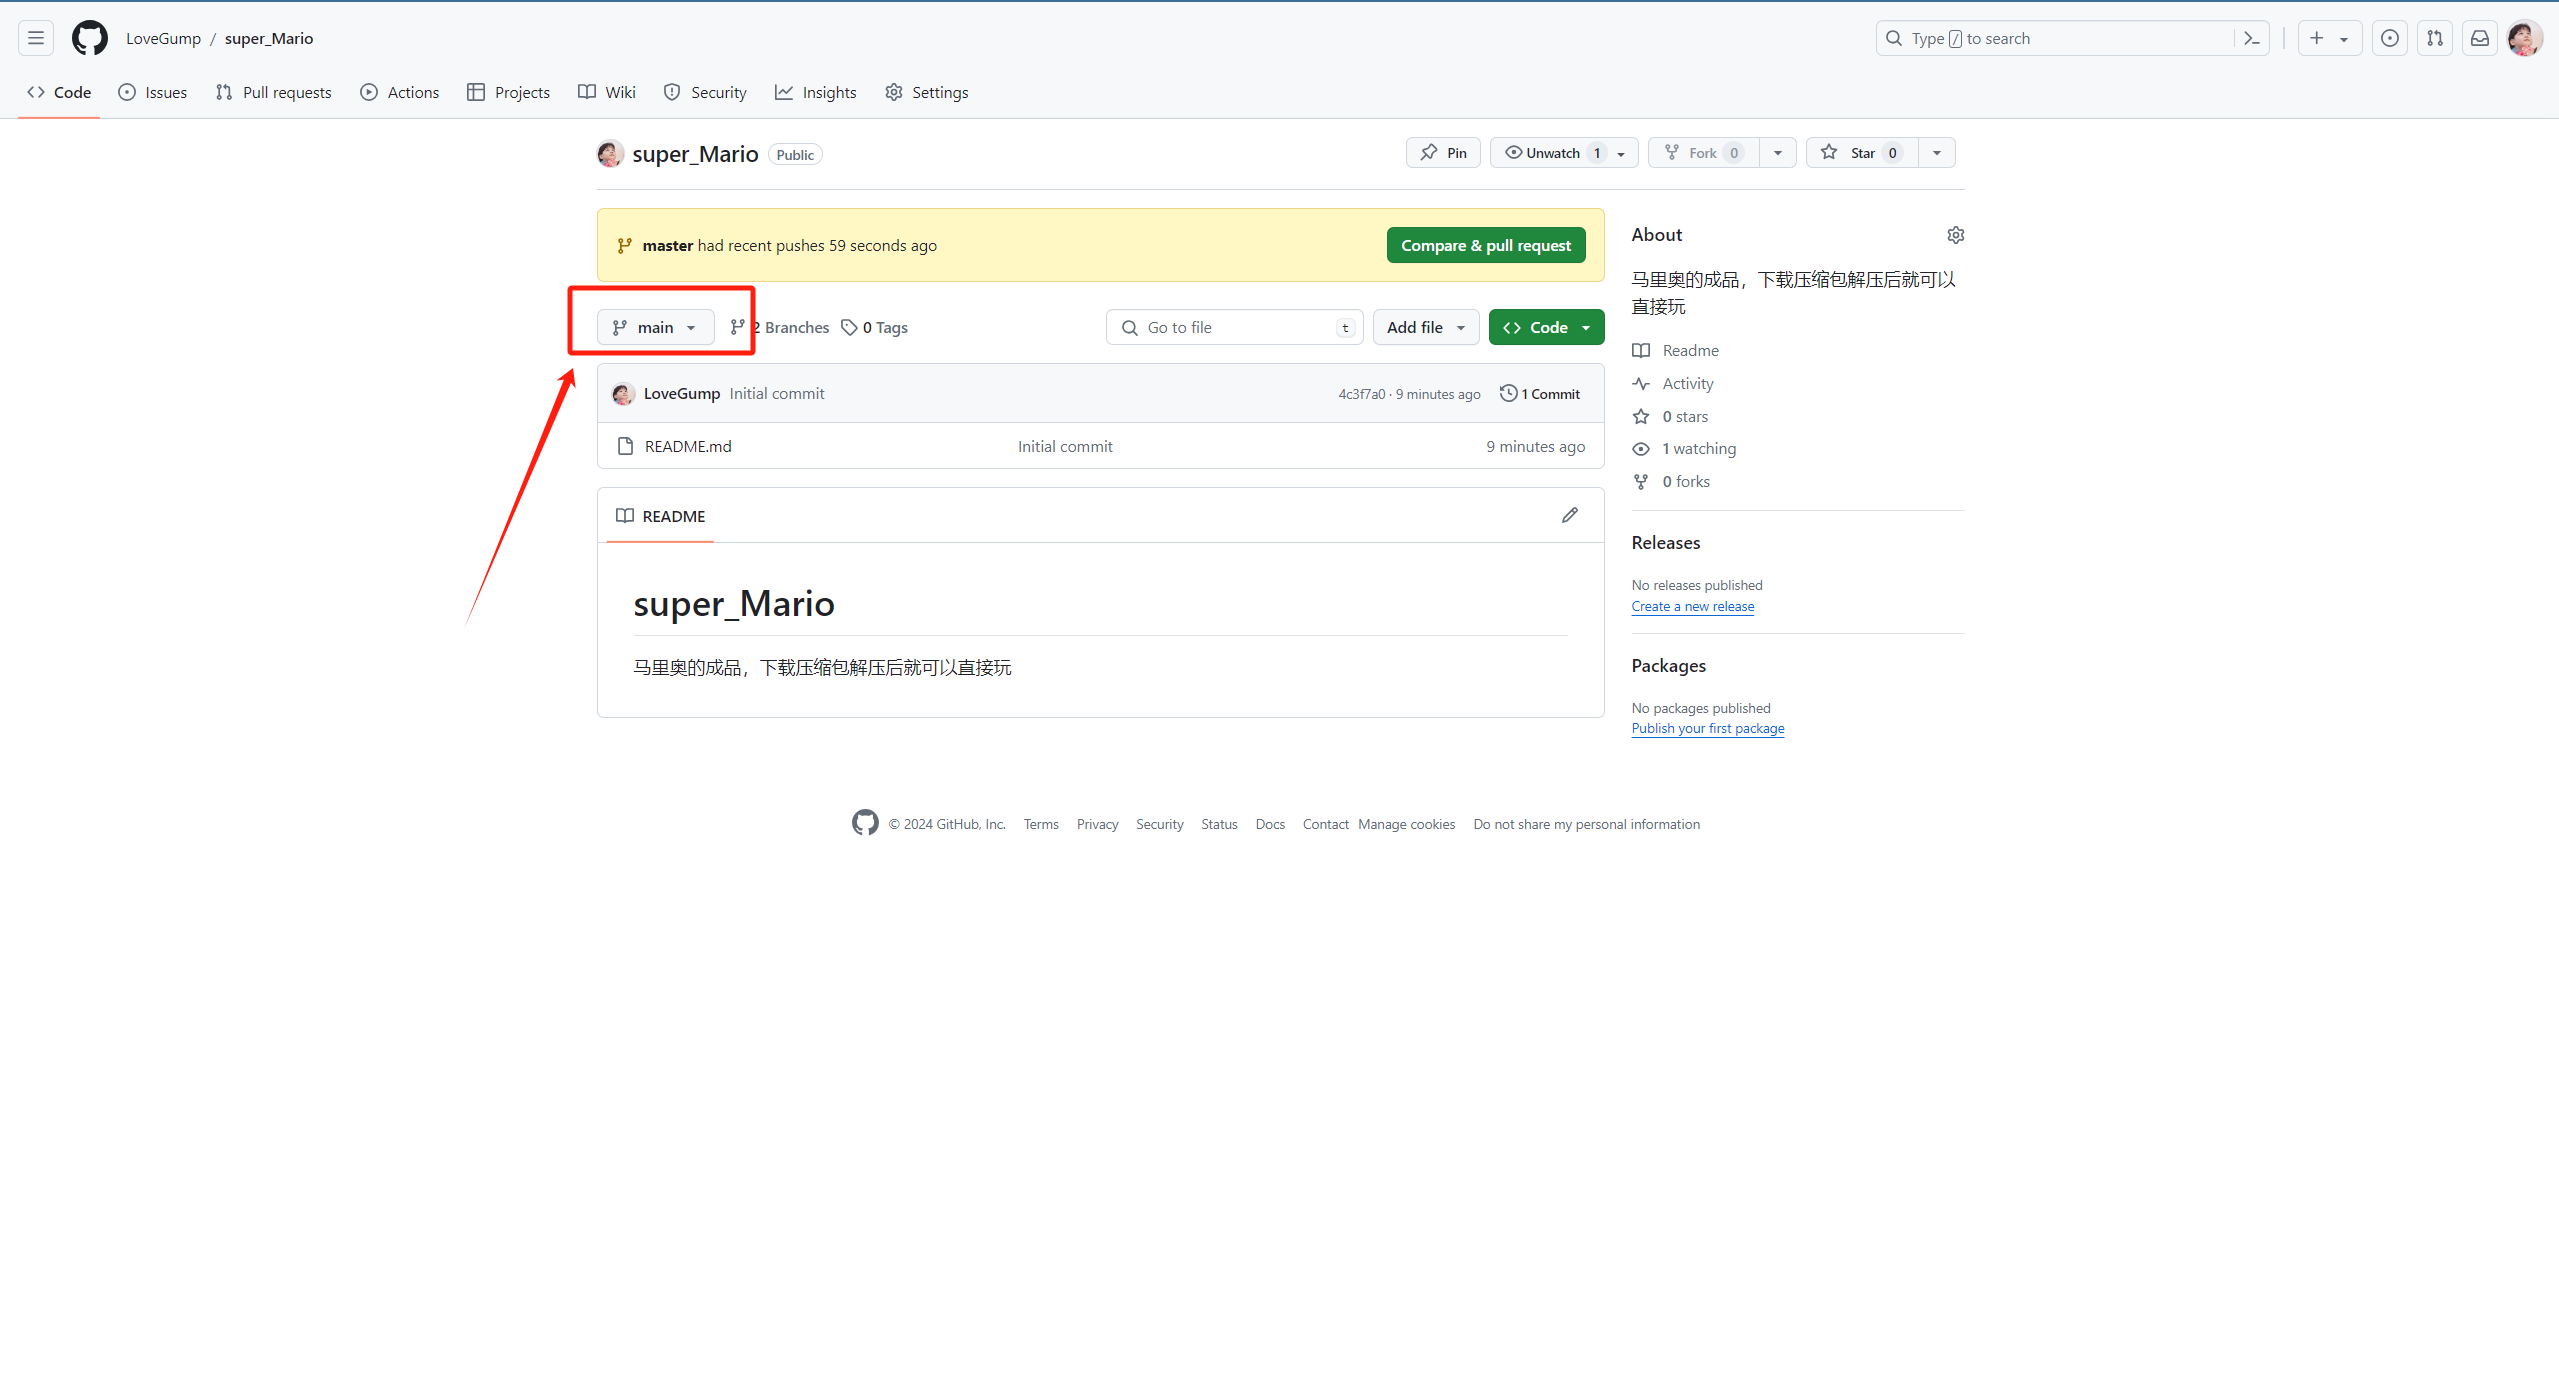 LoveGump / super_Mario
Type / to search
Code Issues Pull requests Actions Projects Wiki Security Insights Settings
super_Mario Public
Pin Unwatch 1 Fork 0 Star 0
master had recent pushes 59 seconds ago Compare & pull request
main 2 Branches 0 Tags Go to file t Add file Code
LoveGump Initial commit 4c3f7a0 · 9 minutes ago 1 Commit
README.md Initial commit 9 minutes ago
README
super_Mario
马里奥的成品，下载压缩包解压后就可以直接玩
About
马里奥的成品，下载压缩包解压后就可以
直接玩
Readme
Activity
0 stars
1 watching
0 forks
Releases
No releases published
Create a new release
Packages
No packages published
Publish your first package
© 2024 GitHub, Inc. Terms Privacy Security Status Docs Contact Manage cookies Do not share my personal information